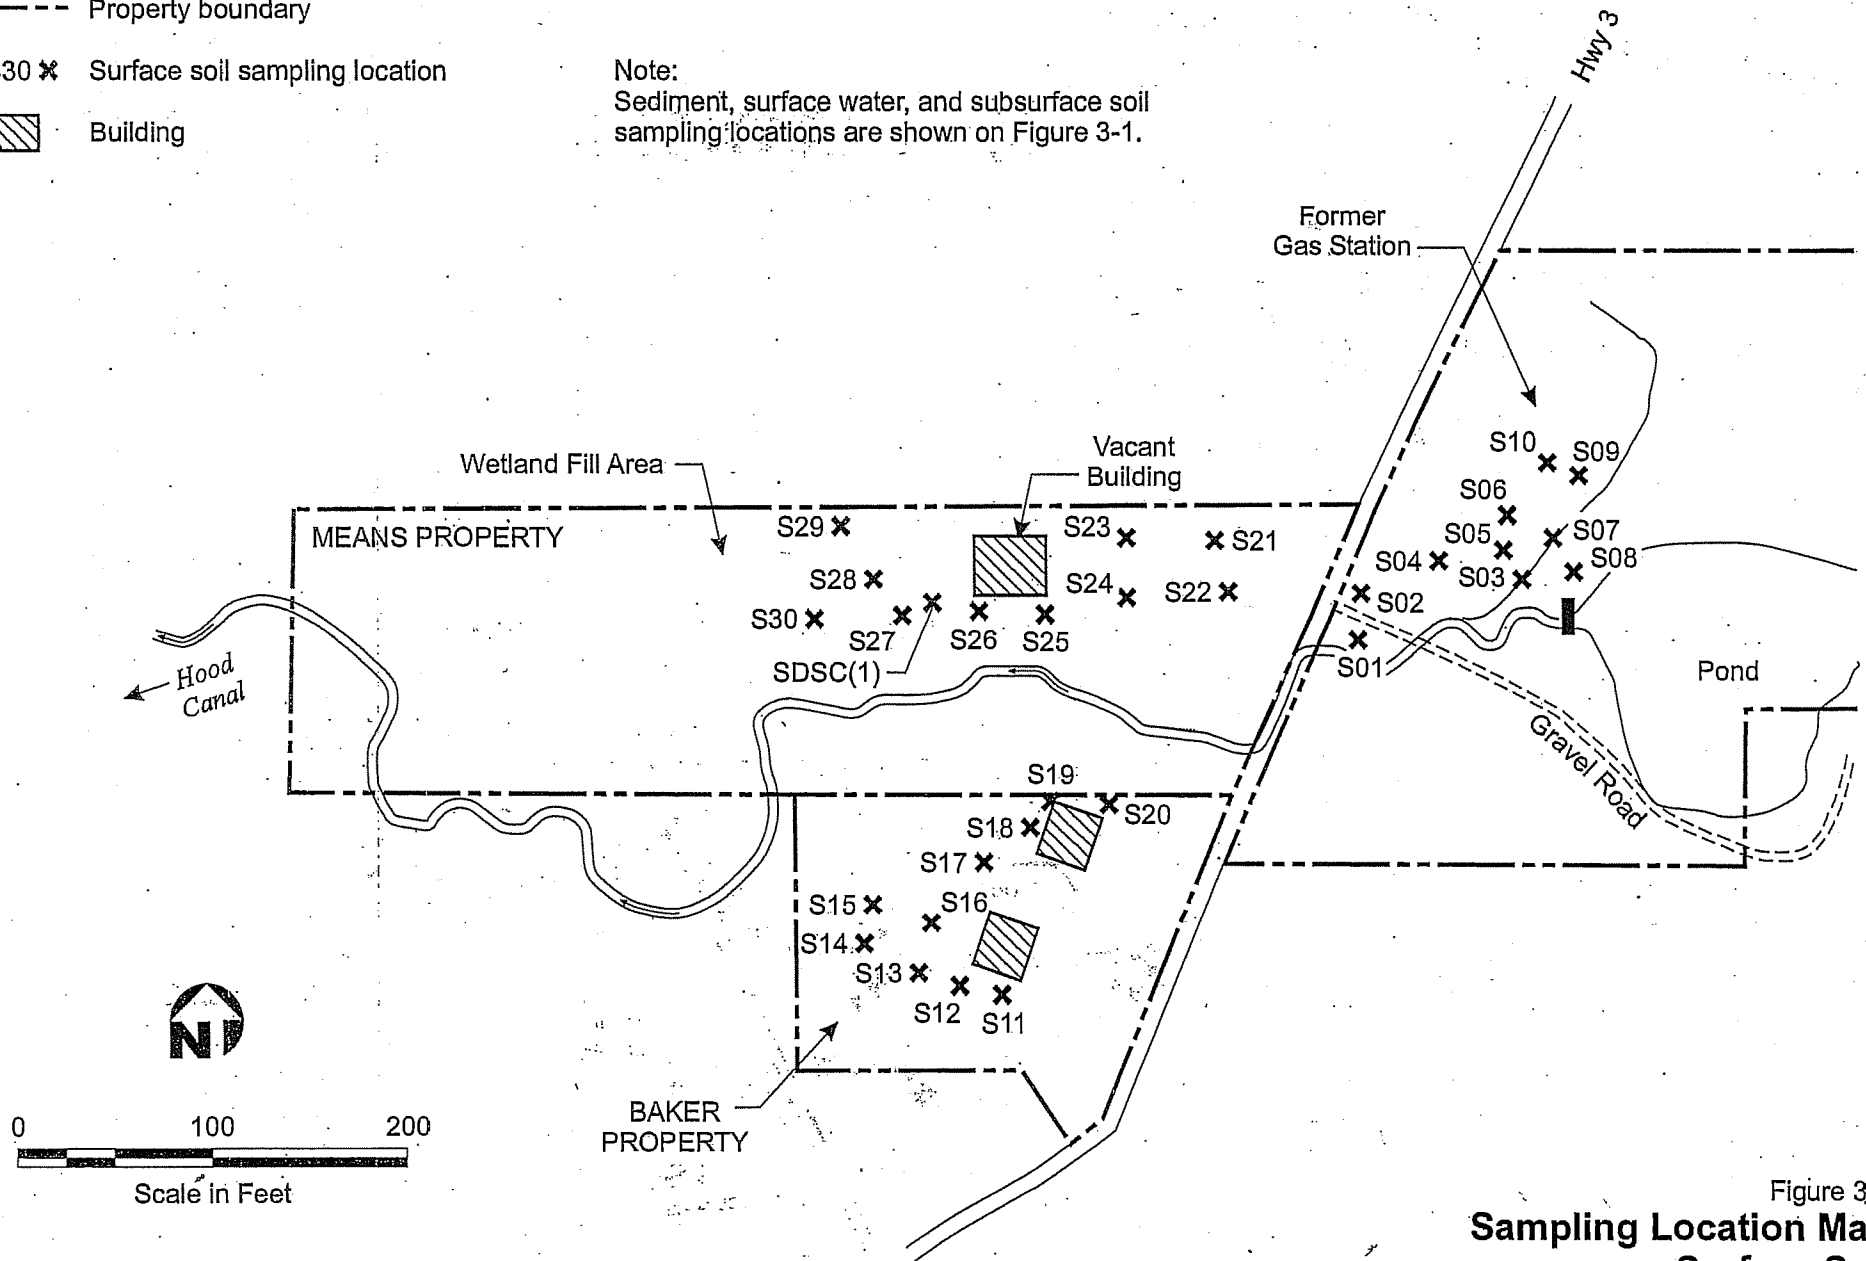 Property boundary
30 Surface soil sampling location
Building
Note:
Sediment, surface water, and subsurface soil
sampling locations are shown on Figure 3-1.
Hwy 3
Former
Gas Station
Wetland Fill Area
Vacant
Building
MEANS PROPERTY
S10
S09
S06
S05
S07
S04
S03
S08
S02
S01
S29
S23
S21
S28
S24
S22
S30
S27
S26
S25
SDSC(1)
Hood
Canal
Pond
Gravel Road
S19
S20
S18
S17
S15
S16
S14
S13
S12
S11
N
BAKER
PROPERTY
0 100 200
Scale in Feet
Figure 3
Sampling Location Ma